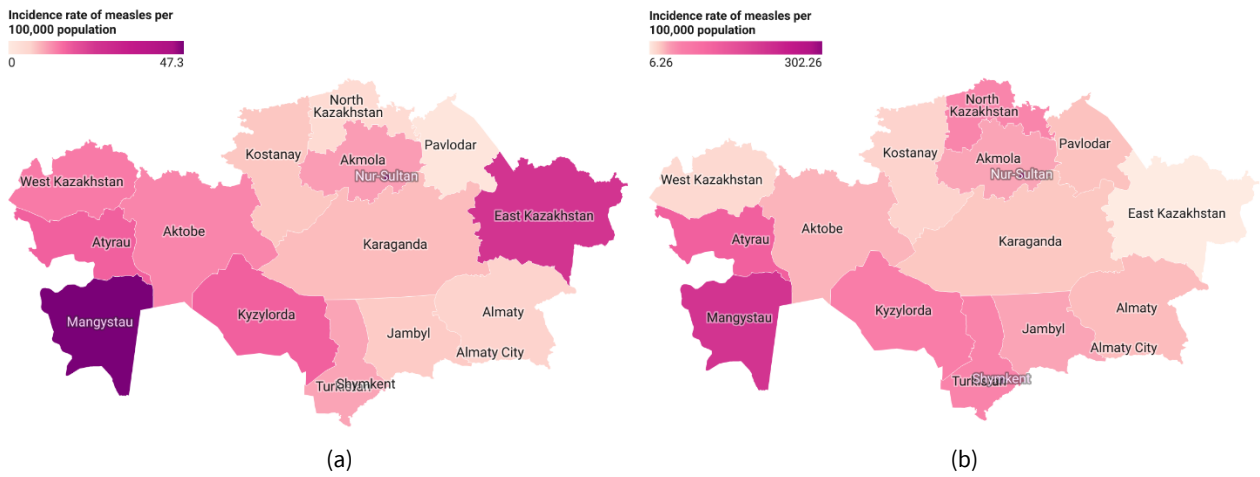 Incidence rate of measles per
100,000 population
0 47.3
North
Kazakhstan
Kostanay
Pavlodar
Akmola
Nur-Sultan
West Kazakhstan
East Kazakhstan
Aktobe
Atyrau
Karaganda
Mangystau
Kyzylorda
Almaty
Jambyl
Almaty City
Turkistan
Shymkent
(a)
Incidence rate of measles per
100,000 population
6.26 302.26
North
Kazakhstan
Kostanay
Pavlodar
Akmola
Nur-Sultan
West Kazakhstan
East Kazakhstan
Aktobe
Atyrau
Karaganda
Mangystau
Kyzylorda
Almaty
Jambyl
Almaty City
Turkistan
Shymkent
(b)